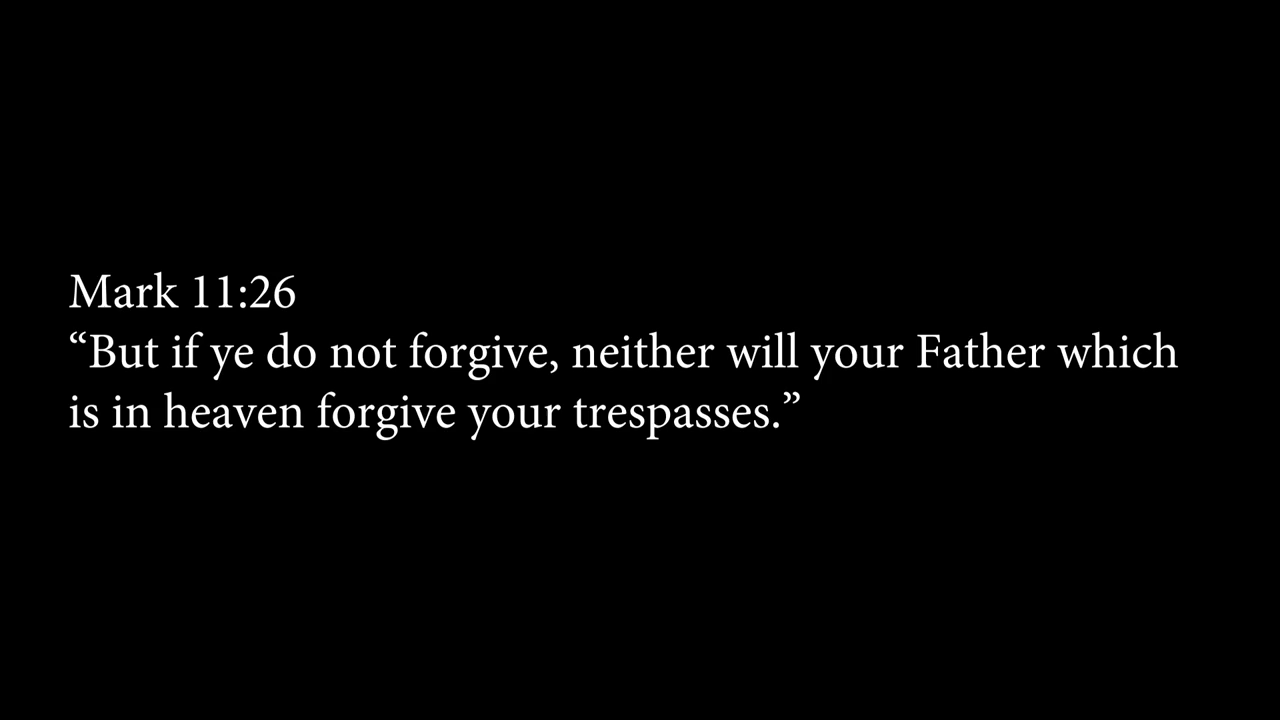 Mark 11:26
“But if ye do not forgive, neither will your Father which
is in heaven forgive your trespasses.”